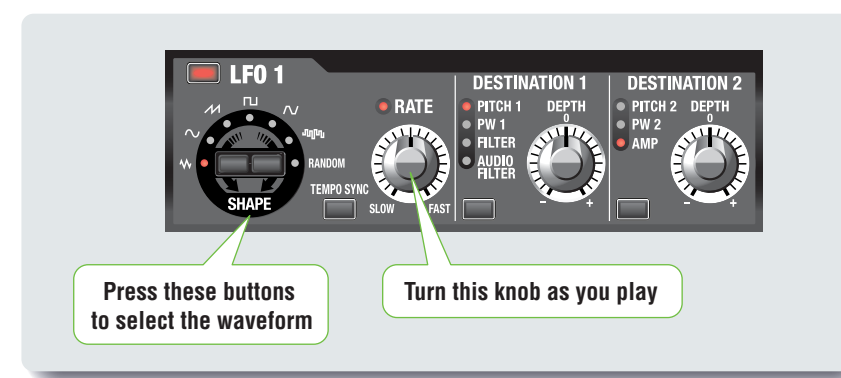 LFO 1
DESTINATION 1
DESTINATION 2
RATE
PITCH 1
DEPTH
0
PW 1
FILTER
AUDIO
FILTER
- +
PITCH 2
DEPTH
0
PW 2
AMP
- +
RANDOM
TEMPO SYNC
SHAPE
SLOW
FAST
Press these buttons
to select the waveform
Turn this knob as you play